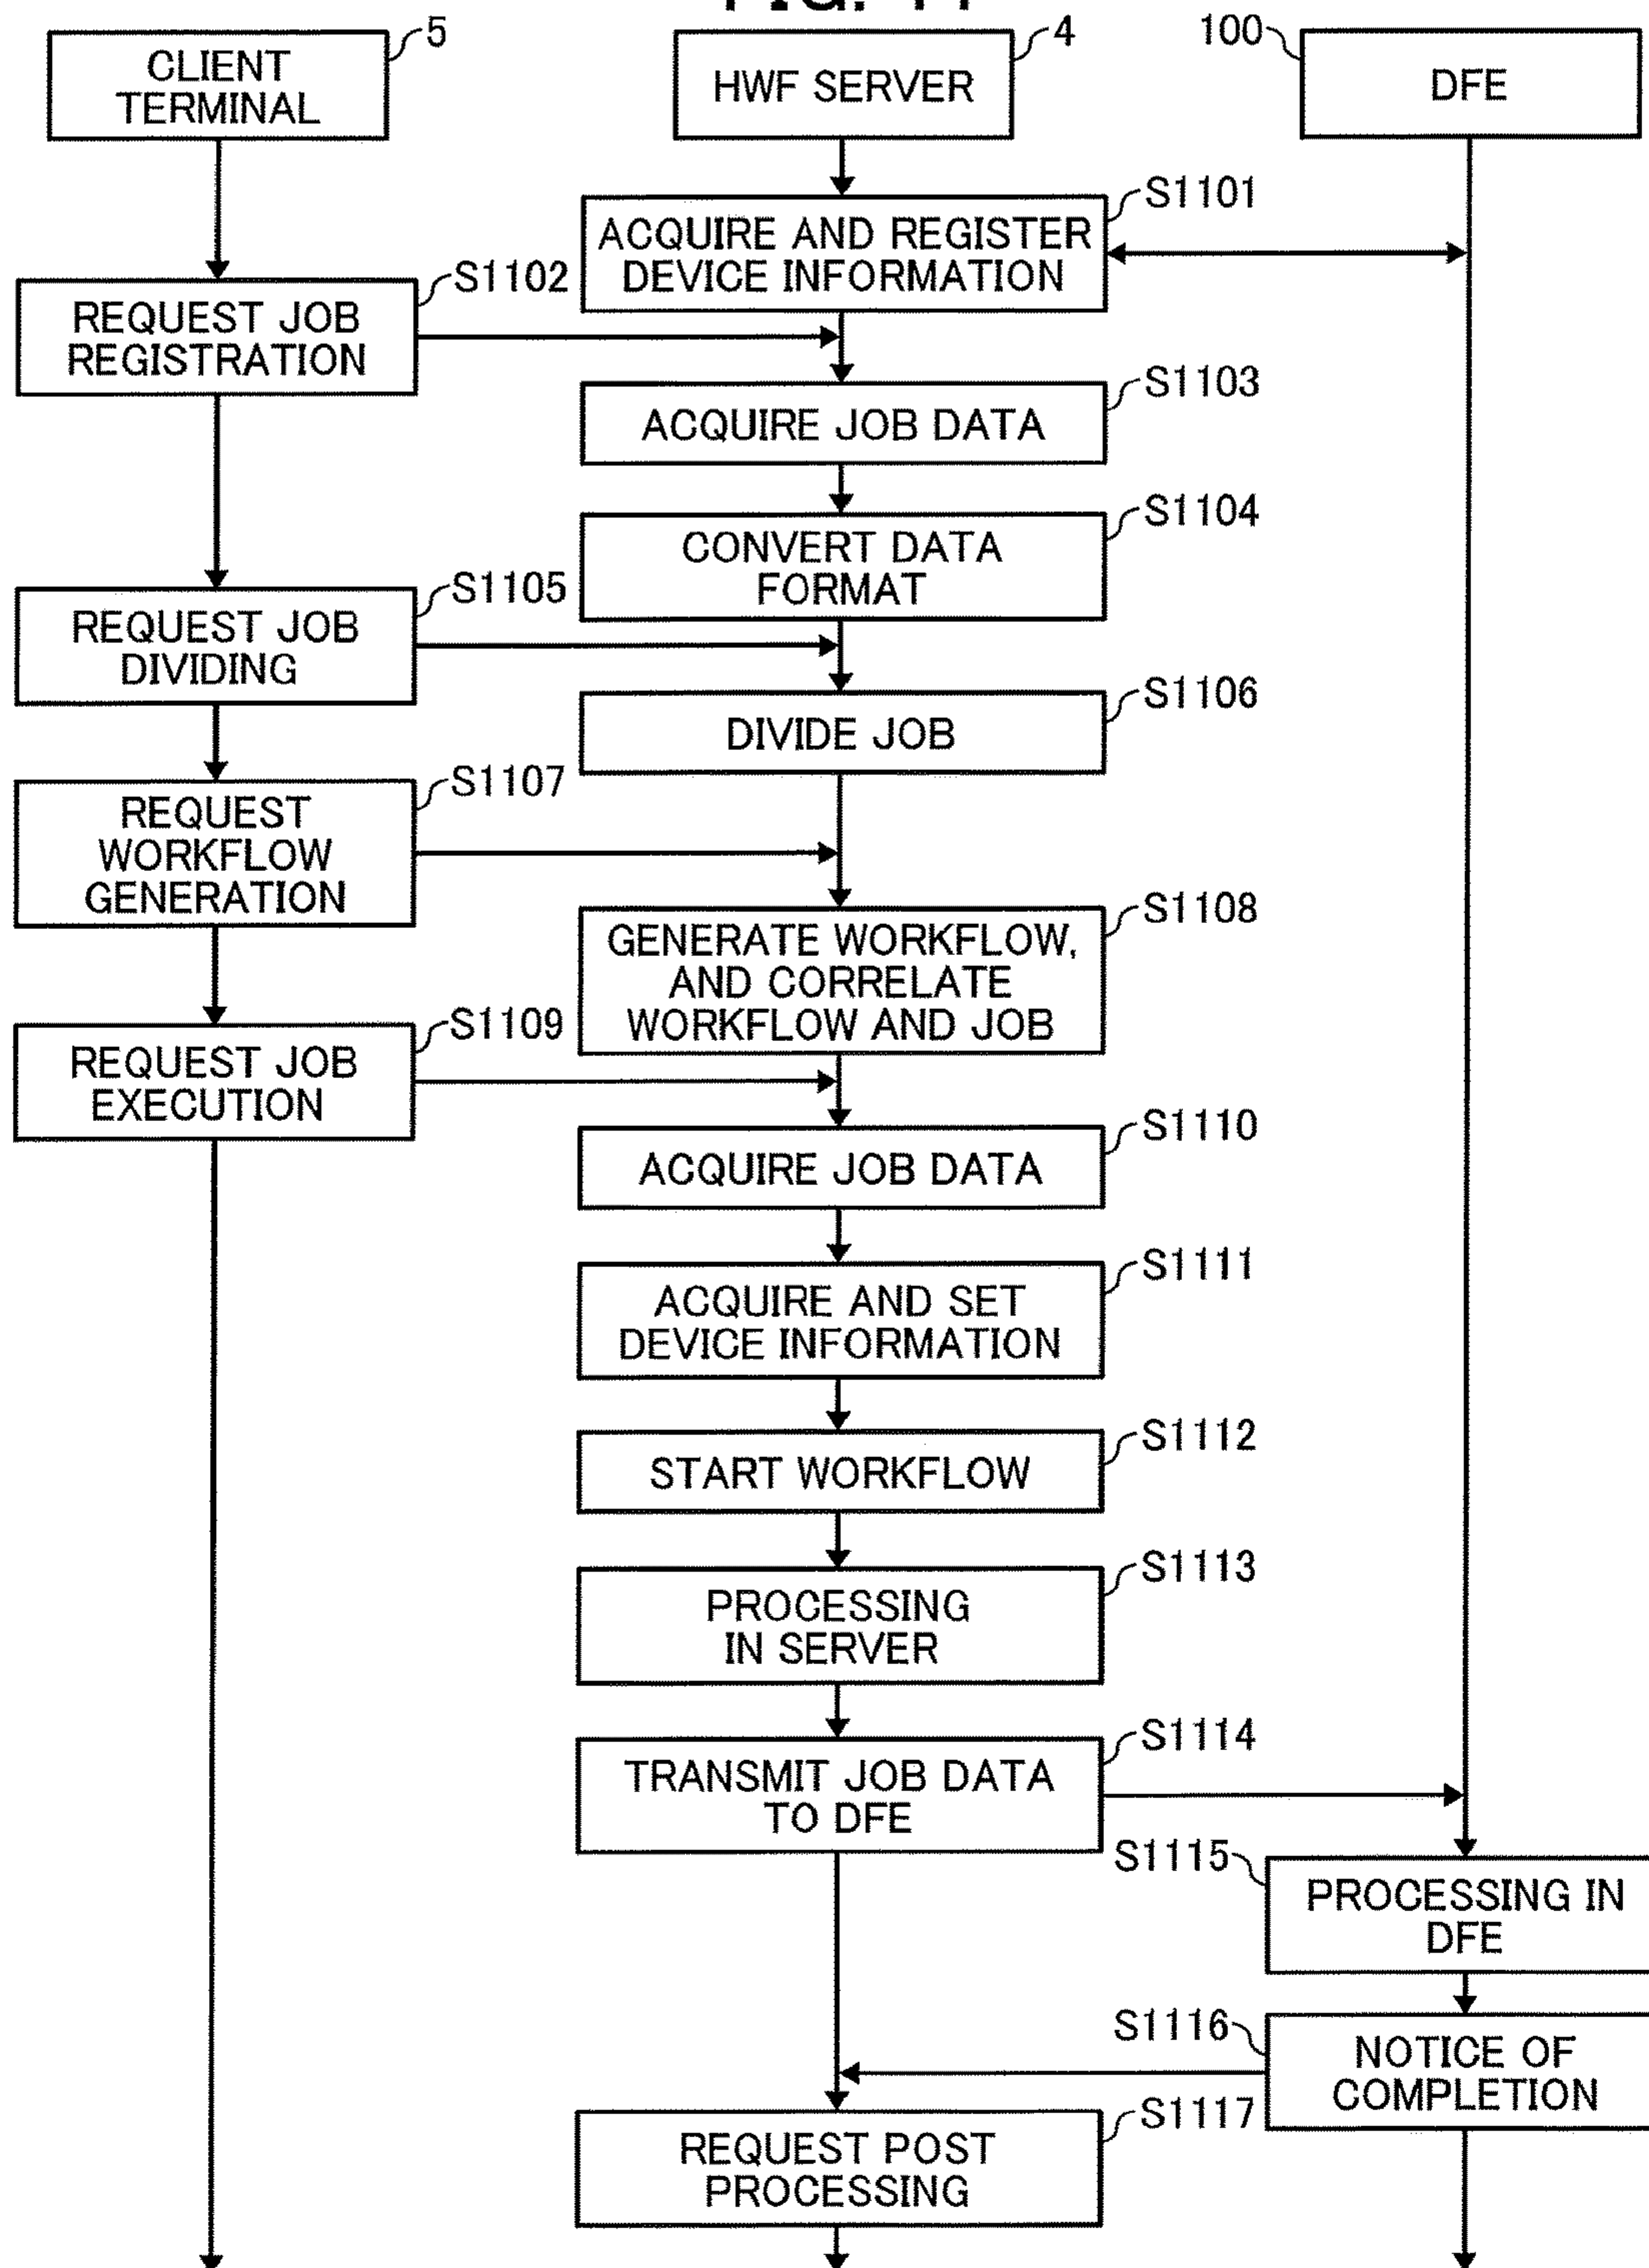 CLIENT
TERMINAL
5
HWF SERVER
4
100
DFE
S1101
ACQUIRE AND REGISTER
DEVICE INFORMATION
S1102
REQUEST JOB
REGISTRATION
S1103
ACQUIRE JOB DATA
S1104
CONVERT DATA
FORMAT
S1105
REQUEST JOB
DIVIDING
S1106
DIVIDE JOB
S1107
REQUEST
WORKFLOW
GENERATION
S1108
GENERATE WORKFLOW,
AND CORRELATE
WORKFLOW AND JOB
S1109
REQUEST JOB
EXECUTION
S1110
ACQUIRE JOB DATA
S1111
ACQUIRE AND SET
DEVICE INFORMATION
S1112
START WORKFLOW
S1113
PROCESSING
IN SERVER
S1114
TRANSMIT JOB DATA
TO DFE
S1115
PROCESSING IN
DFE
S1116
NOTICE OF
COMPLETION
S1117
REQUEST POST
PROCESSING